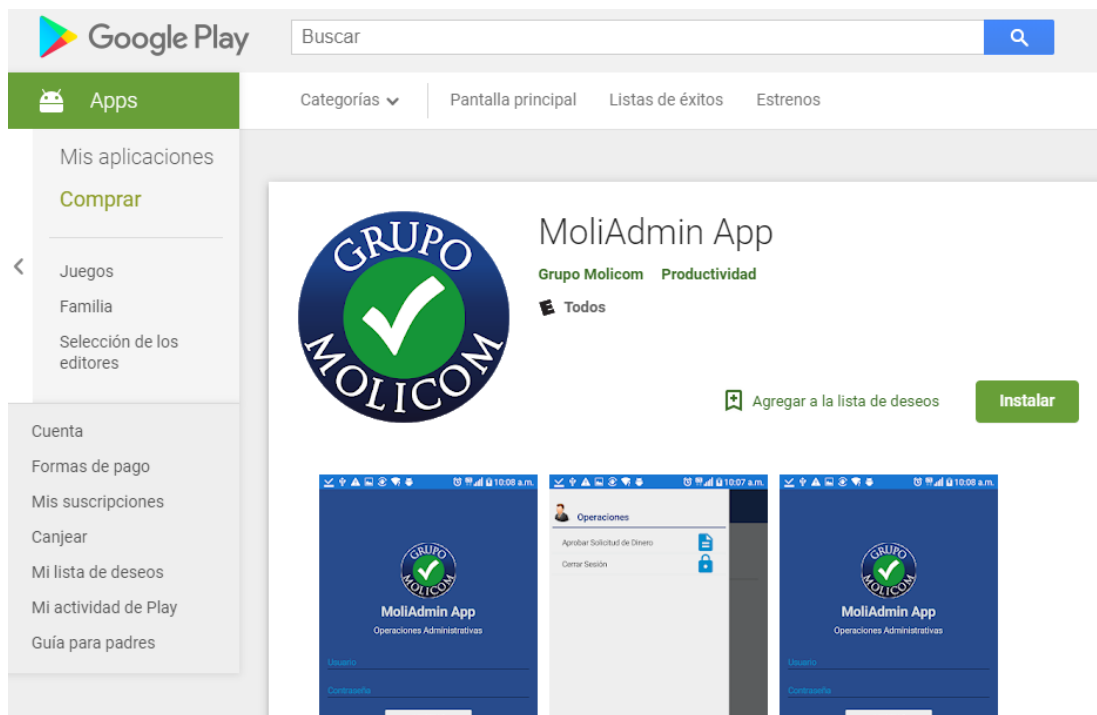 Google Play
Buscar
Apps
Categorías
Pantalla principal
Listas de éxitos
Estrenos
Mis aplicaciones
Comprar
Juegos
Familia
Selección de los
editores
Cuenta
Formas de pago
Mis suscripciones
Canjear
Mi lista de deseos
Mi actividad de Play
Guía para padres
GRUPO
MOLICOM
MoliAdmin App
Grupo Molicom Productividad
E Todos
Agregar a la lista de deseos
Instalar
10:08 a.m.
GRUPO
MOLICOM
MoliAdmin App
Operaciones Administrativas
Usuario
Contraseña
10:07 a.m.
Operaciones
Aprobar Solicitud de Dinero
Cerrar Sesión
10:08 a.m.
GRUPO
MOLICOM
MoliAdmin App
Operaciones Administrativas
Usuario
Contraseña